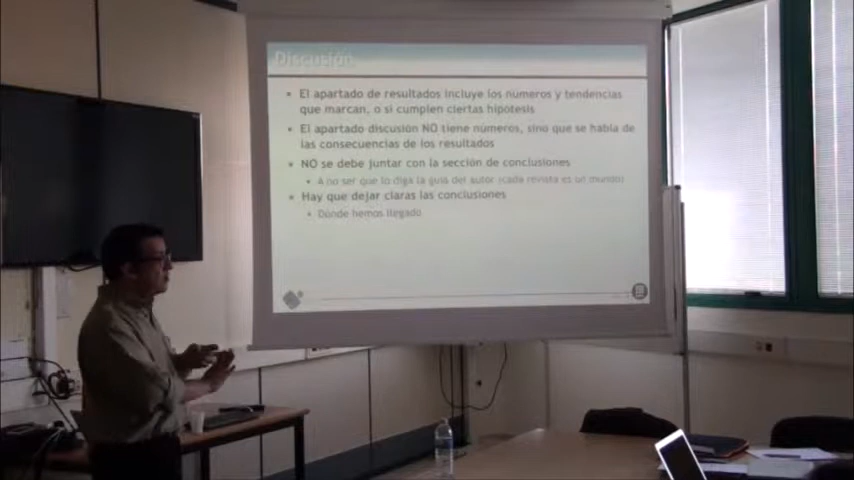 Discusión
El apartado de resultados incluye los números y tendencias
que marcan, o si cumplen ciertas hipótesis
El apartado discusión NO tiene números, sino que se habla de
las consecuencias de los resultados
NO se debe juntar con la sección de conclusiones
A no ser que lo diga la guía del autor (cada revista es un mundo)
Hay que dejar claras las conclusiones
Dónde hemos llegado